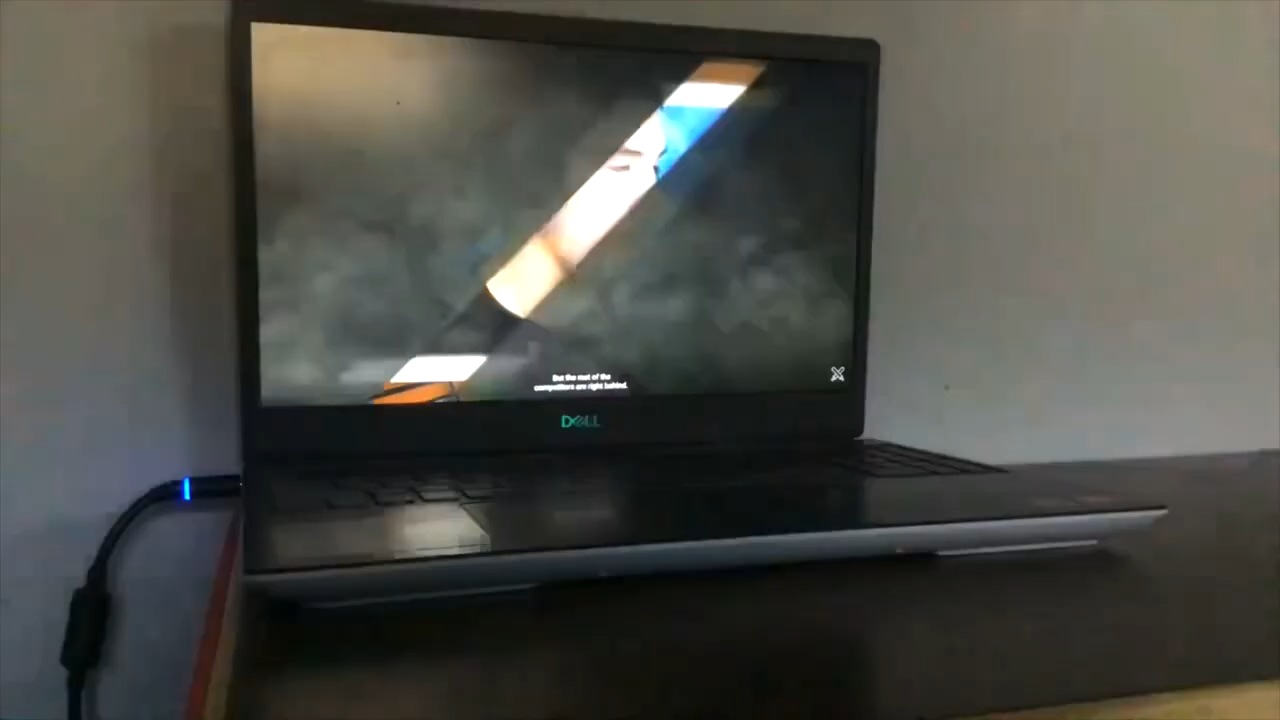 But the rest of the
competitors are right behind.
DELL